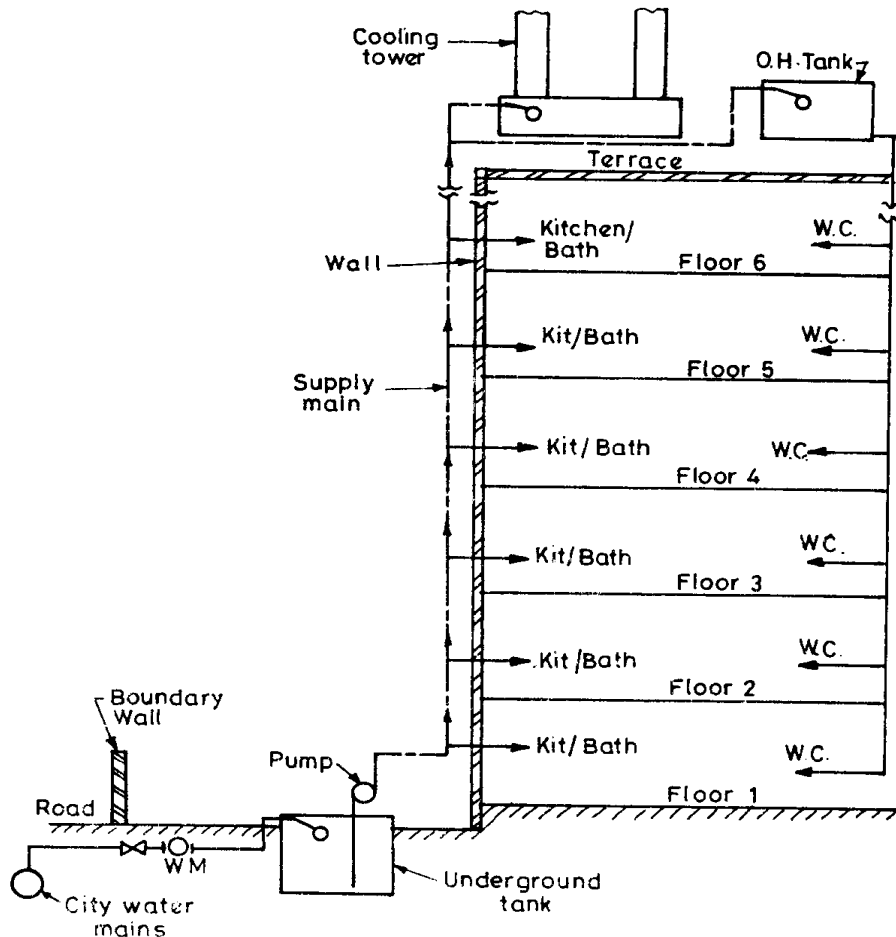 Cooling
tower
O.H. Tank
Terrace
Kitchen/
Bath
W.C.
Wall
Floor 6
Kit/Bath
W.C.
Floor 5
Supply
main
Kit/Bath
W.C.
Floor 4
Kit/Bath
W.C.
Floor 3
Kit/Bath
W.C.
Floor 2
Boundary
Wall
Pump
Kit/Bath
W.C.
Floor 1
Road
WM
City water
mains
Underground
tank